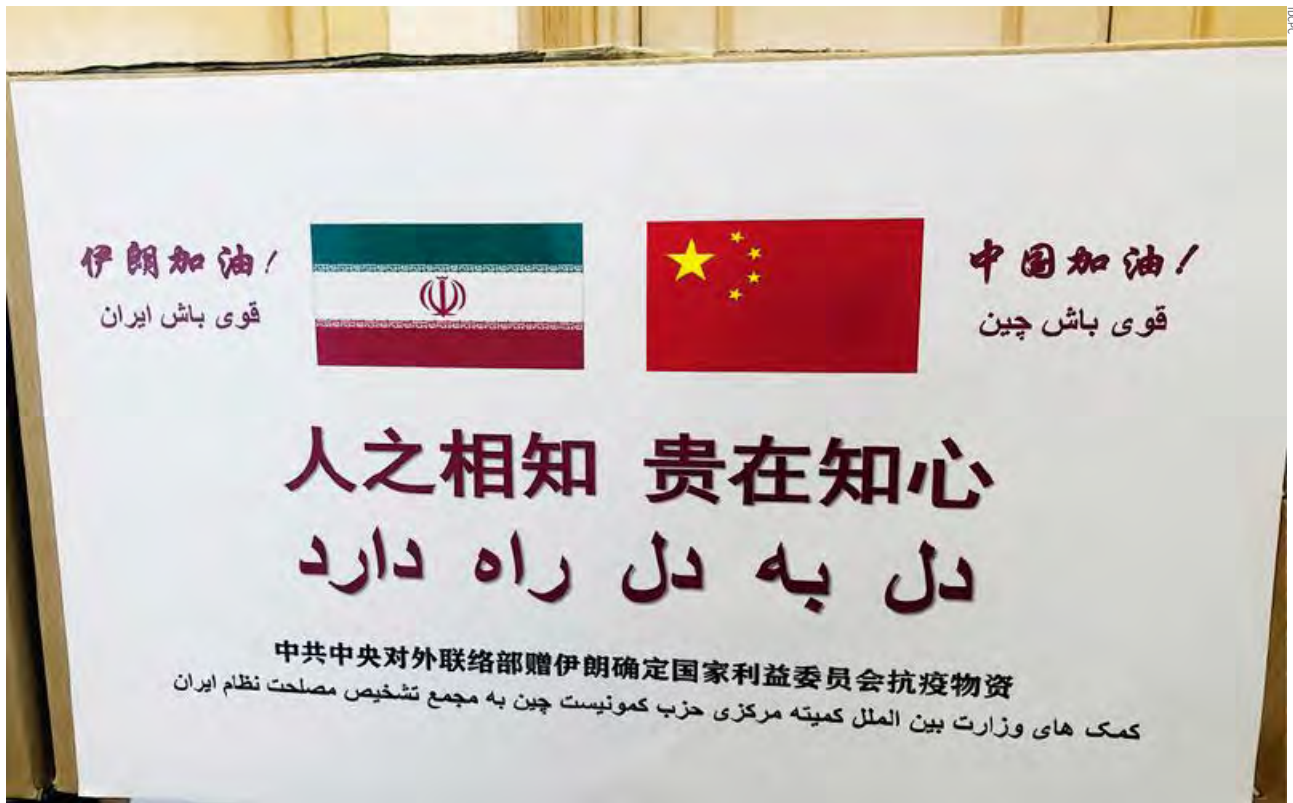 伊朗加油!
قوی باش ایران
中国加油!
قوی باش چین
人之相知 贵在知心
دل به دل راه دارد
中共中央对外联络部赠伊朗确定国家利益委员会抗疫物资
کمک های وزارت بین الملل کمیته مرکزی حزب کمونیست چین به مجمع تشخیص مصلحت نظام ایران
IDCPC